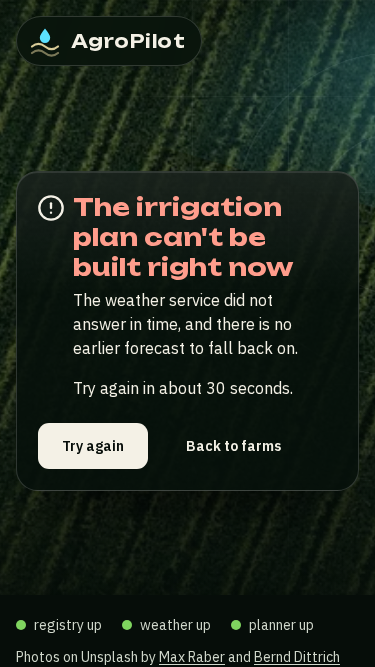 AgroPilot
The irrigation
plan can't be
built right now
The weather service did not
answer in time, and there is no
earlier forecast to fall back on.
Try again in about 30 seconds.
Try again
Back to farms
registry up
weather up
planner up
Photos on Unsplash by Max Raber and Bernd Dittrich